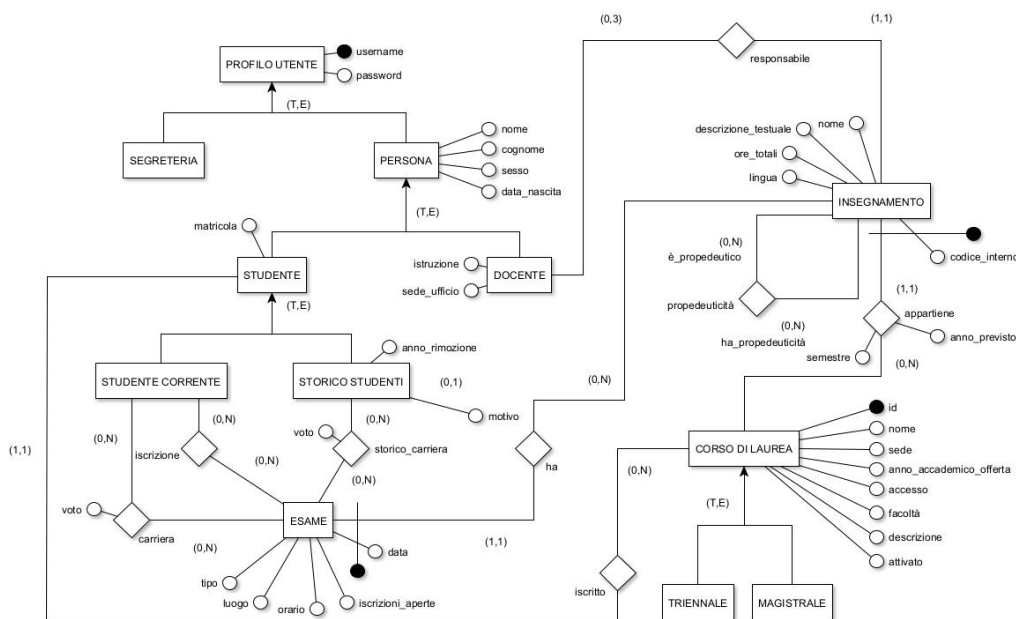 (0,3)
(1,1)
responsabile
username
PROFILO UTENTE
password
(T,E)
SEGRETERIA
PERSONA
nome
cognome
sesso
data_nascita
descrizione_testuale
nome
ore_totali
lingua
INSEGNAMENTO
(T,E)
matricola
STUDENTE
istruzione
sede_ufficio
DOCENTE
(0,N)
è_propedeutico
codice_interno
propedeuticità
(0,N)
ha_propedeuticità
(1,1)
appartiene
semestre
anno_previsto
(0,N)
(T,E)
anno_rimozione
STUDENTE CORRENTE
STORICO STUDENTI
(0,1)
motivo
(0,N)
(0,N)
(0,N)
(0,N)
voto
storico_carriera
iscrizione
(0,N)
(0,N)
ha
(1,1)
id
nome
CORSO DI LAUREA
sede
anno_accademico_offerta
accesso
facoltà
descrizione
attivato
(0,N)
(T,E)
voto
carriera
ESAME
(0,N)
(1,1)
data
tipo
luogo
orario
iscrizioni_aperte
iscritto
TRIENNALE
MAGISTRALE